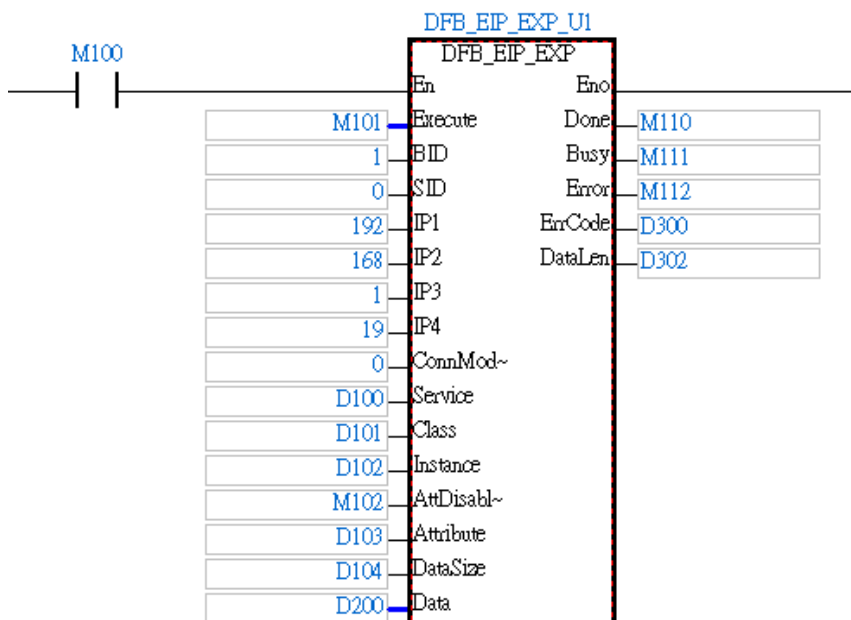 DFB_EIP_EXP_U1
M100 DFB_EIP_EXP
En Eno
M101 Execute Done M110
1 BID Busy M111
0 SID Error M112
192 IP1 ErrCode D300
168 IP2 DataLen D302
1 IP3
19 IP4
0 ConnMod~
D100 Service
D101 Class
D102 Instance
M102 AttDisabl~
D103 Attribute
D104 DataSize
D200 Data